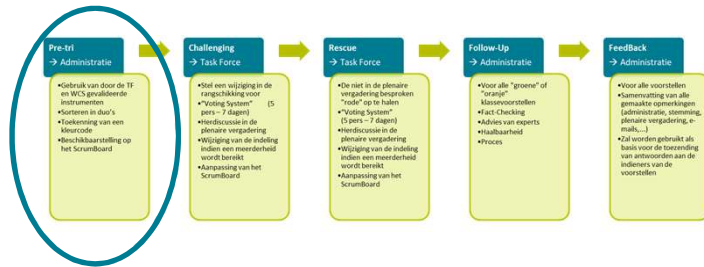 Pre-tri
→ Administratie
•Gebruik van door de TF
en WCS gevalideerde
instrumenten
•Sorteren in duo's
•Toekenning van een
kleurcode
•Beschikbaarstelling op
het ScrumBoard
Challenging
→ Task Force
•Stel een wijziging in de
rangschikking voor
•"Voting System" (5
pers – 7 dagen)
•Herdiscussie in de
plenaire vergadering
•Wijziging van de indeling
indien een meerderheid
wordt bereikt
•Aanpassing van het
ScrumBoard
Rescue
→ Task Force
•De niet in de plenaire
vergadering besproken
"rode" op te halen
•"Voting System"
(5 pers – 7 dagen)
•Herdiscussie in de
plenaire vergadering
•Wijziging van de indeling
indien een meerderheid
wordt bereikt
•Aanpassing van het
ScrumBoard
Follow-Up
→ Administratie
•Voor alle "groene" of
"oranje"
klassevoorstellen
•Fact-Checking
•Advies van experts
•Haalbaarheid
•Proces
FeedBack
→ Administratie
•Voor alle voorstellen
•Samenvatting van alle
gemaakte opmerkingen
(administratie, stemming,
plenaire vergadering, e-
mails,...)
•Zal worden gebruikt als
basis voor de toezending
van antwoorden aan de
indieners van de
voorstellen